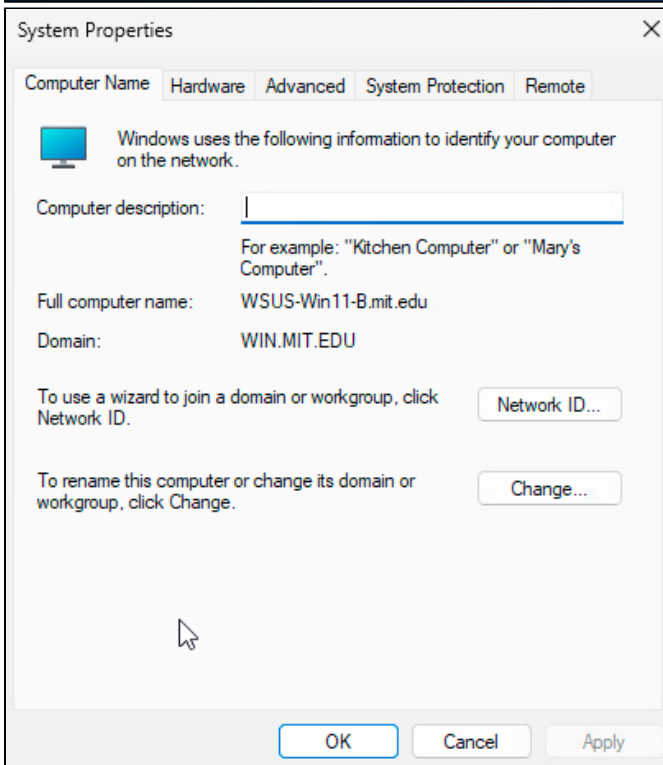 System Properties
Computer Name Hardware Advanced System Protection Remote
Windows uses the following information to identify your computer
on the network.
Computer description:
For example: "Kitchen Computer" or "Mary's
Computer".
Full computer name: WSUS-Win11-B.mit.edu
Domain: WIN.MIT.EDU
To use a wizard to join a domain or workgroup, click
Network ID.
Network ID...
To rename this computer or change its domain or
workgroup, click Change.
Change...
OK Cancel Apply